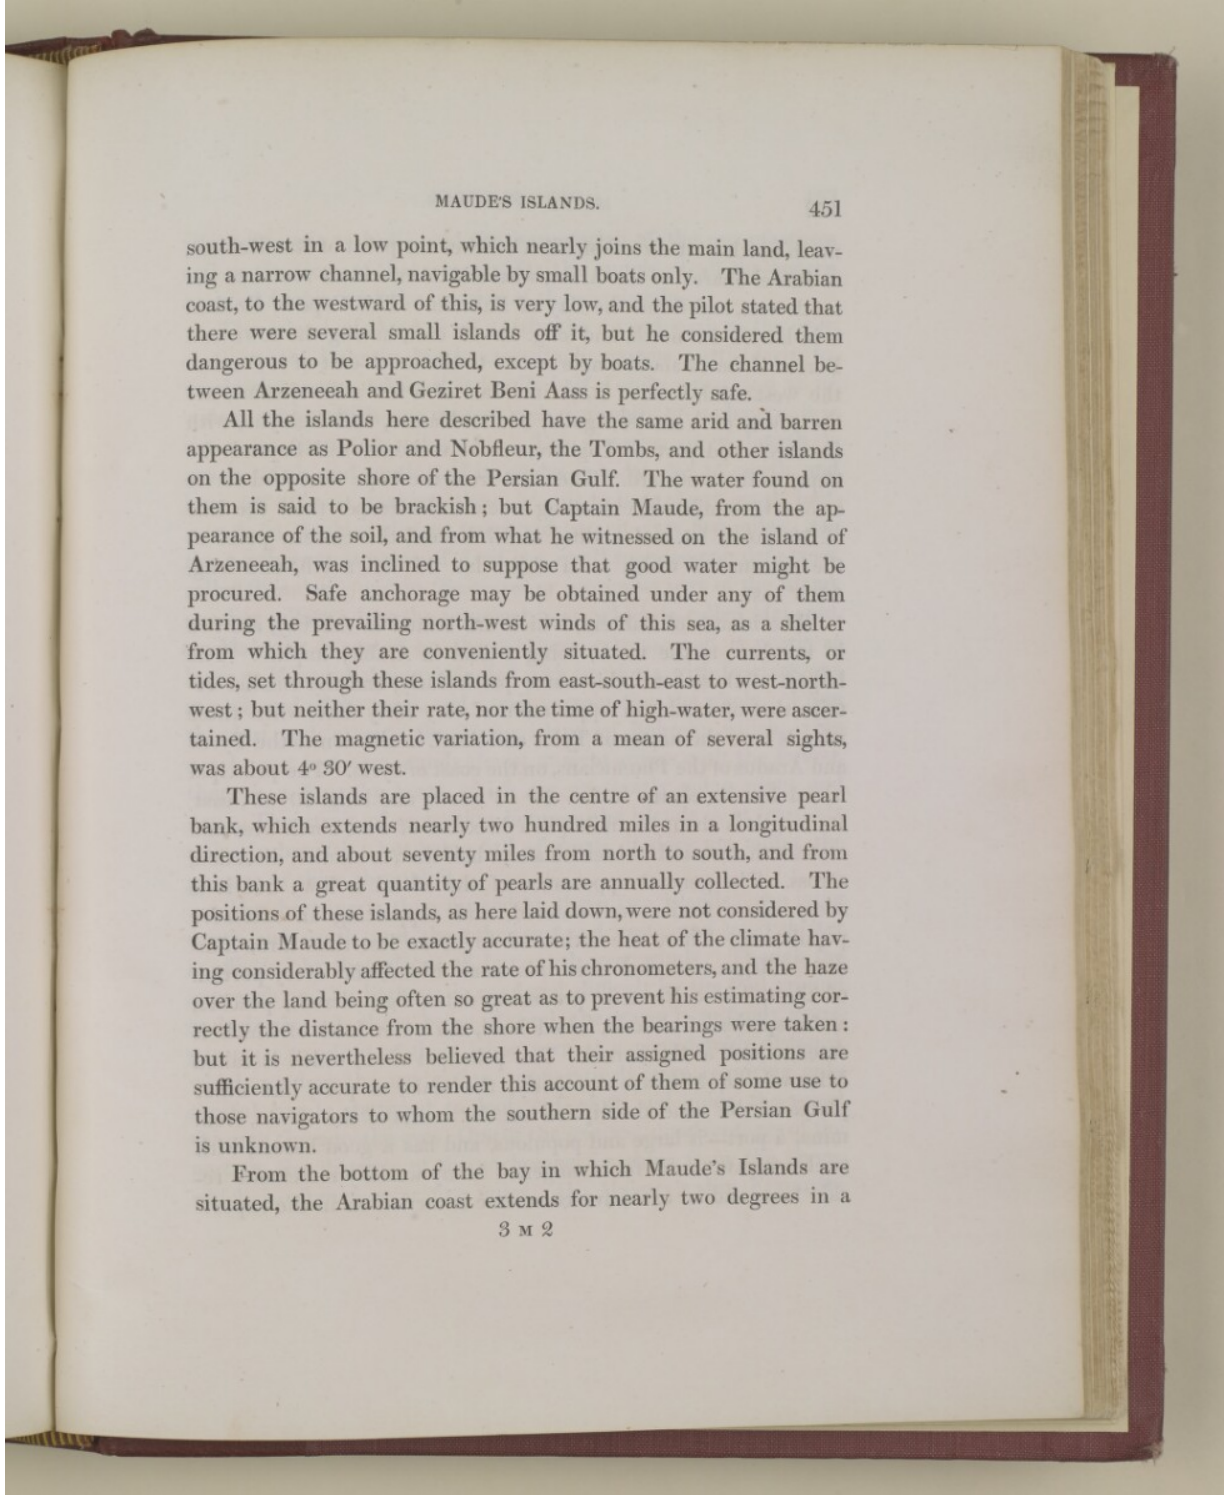 MAUDE'S ISLANDS.
451
south-west in a low point, which nearly joins the main land, leav-
ing a narrow channel, navigable by small boats only. The Arabian
coast, to the westward of this, is very low, and the pilot stated that
there were several small islands off it, but he considered them
dangerous to be approached, except by boats. The channel be-
tween Arzeneeah and Geziret Beni Aass is perfectly safe.
All the islands here described have the same arid and barren
appearance as Polior and Nobfleur, the Tombs, and other islands
on the opposite shore of the Persian Gulf. The water found on
them is said to be brackish; but Captain Maude, from the ap-
pearance of the soil, and from what he witnessed on the island of
Arzeneeah, was inclined to suppose that good water might be
procured. Safe anchorage may be obtained under any of them
during the prevailing north-west winds of this sea, as a shelter
from which they are conveniently situated. The currents, or
tides, set through these islands from east-south-east to west-north-
west; but neither their rate, nor the time of high-water, were ascer-
tained. The magnetic variation, from a mean of several sights,
was about 4° 30′ west.
These islands are placed in the centre of an extensive pearl
bank, which extends nearly two hundred miles in a longitudinal
direction, and about seventy miles from north to south, and from
this bank a great quantity of pearls are annually collected. The
positions of these islands, as here laid down, were not considered by
Captain Maude to be exactly accurate; the heat of the climate hav-
ing considerably affected the rate of his chronometers, and the haze
over the land being often so great as to prevent his estimating cor-
rectly the distance from the shore when the bearings were taken:
but it is nevertheless believed that their assigned positions are
sufficiently accurate to render this account of them of some use to
those navigators to whom the southern side of the Persian Gulf
is unknown.
From the bottom of the bay in which Maude's Islands are
situated, the Arabian coast extends for nearly two degrees in a
3 M 2